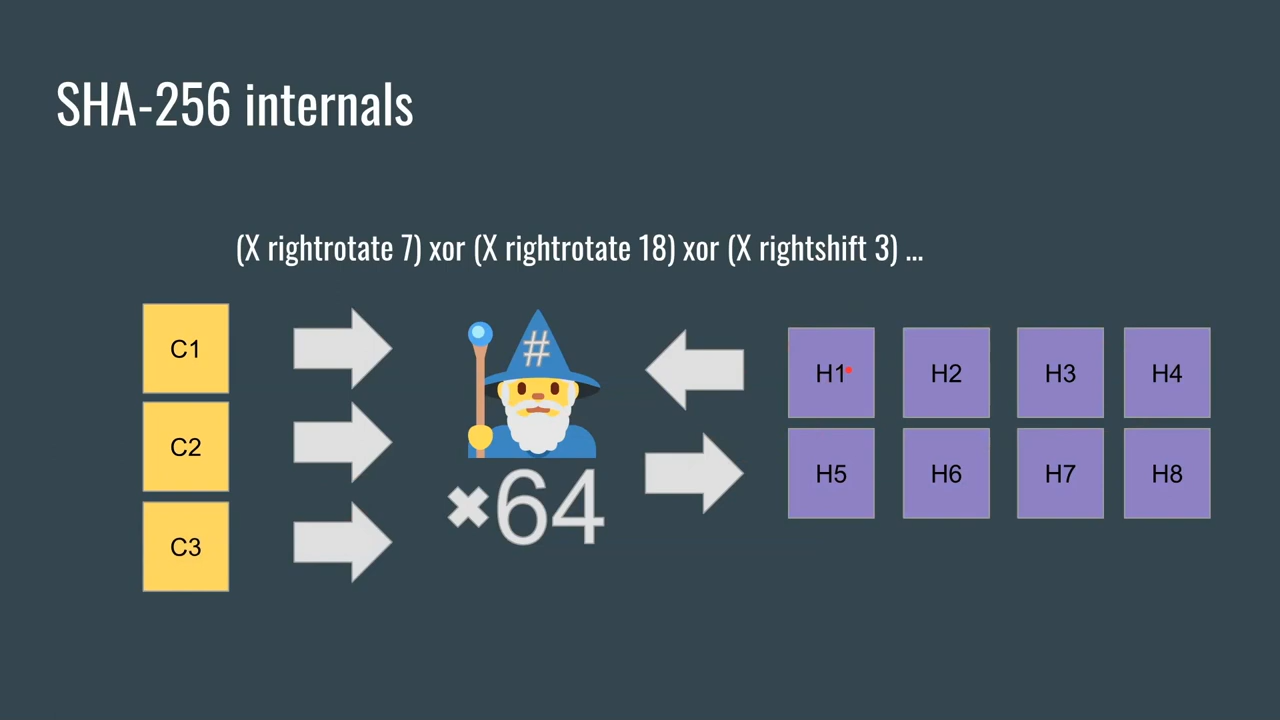 SHA-256 internals
(X rightrotate 7) xor (X rightrotate 18) xor (X rightshift 3) ...
C1
C2
C3
#
×64
H1 H2 H3 H4
H5 H6 H7 H8